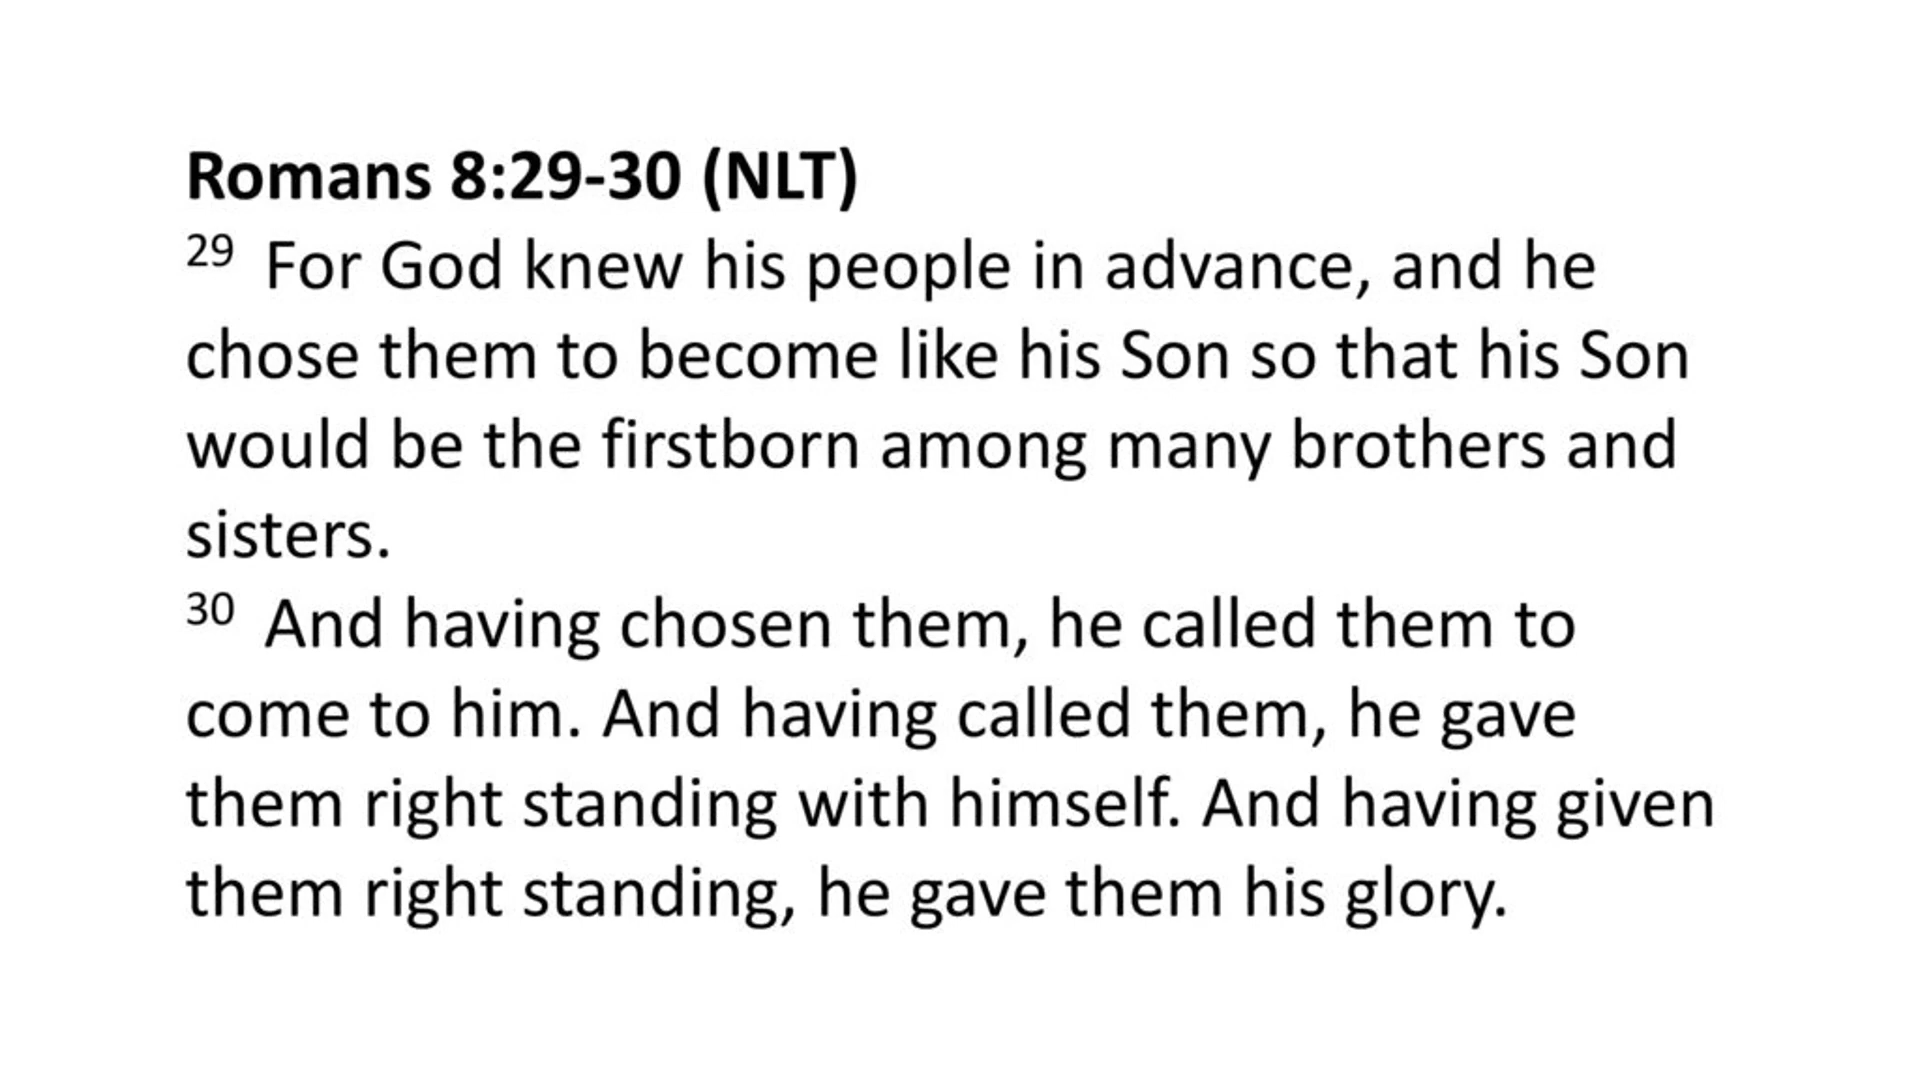 Romans 8:29-30 (NLT)
29 For God knew his people in advance, and he
chose them to become like his Son so that his Son
would be the firstborn among many brothers and
sisters.
30 And having chosen them, he called them to
come to him. And having called them, he gave
them right standing with himself. And having given
them right standing, he gave them his glory.